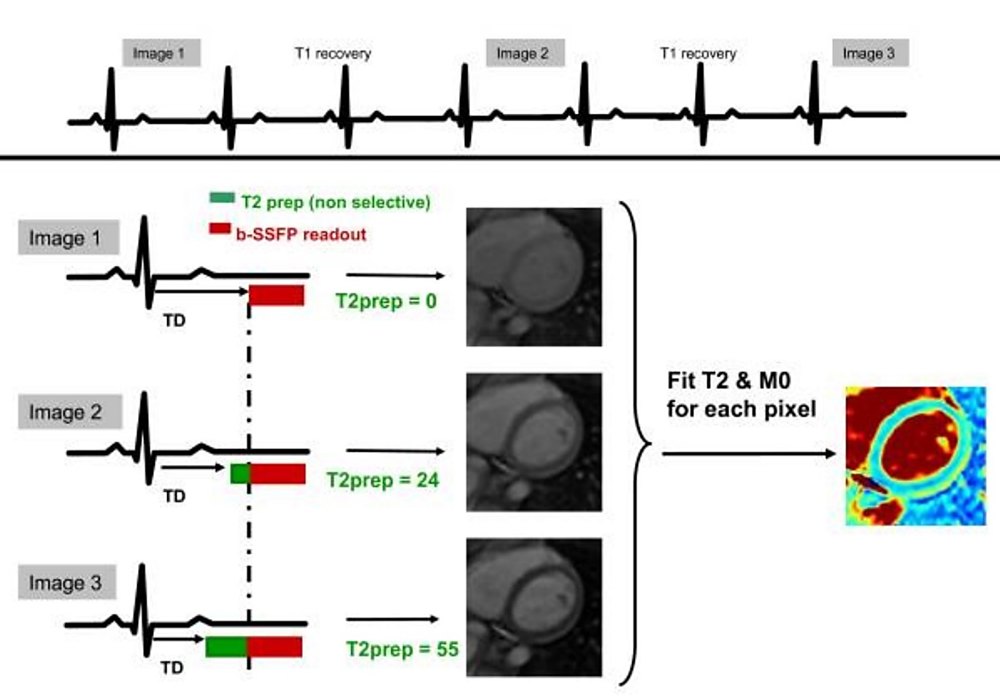 Image 1
T1 recovery
Image 2
T1 recovery
Image 3
T2 prep (non selective)
b-SSFP readout
Image 1
TD
T2prep = 0
Image 2
TD
T2prep = 24
Fit T2 & M0
for each pixel
Image 3
TD
T2prep = 55